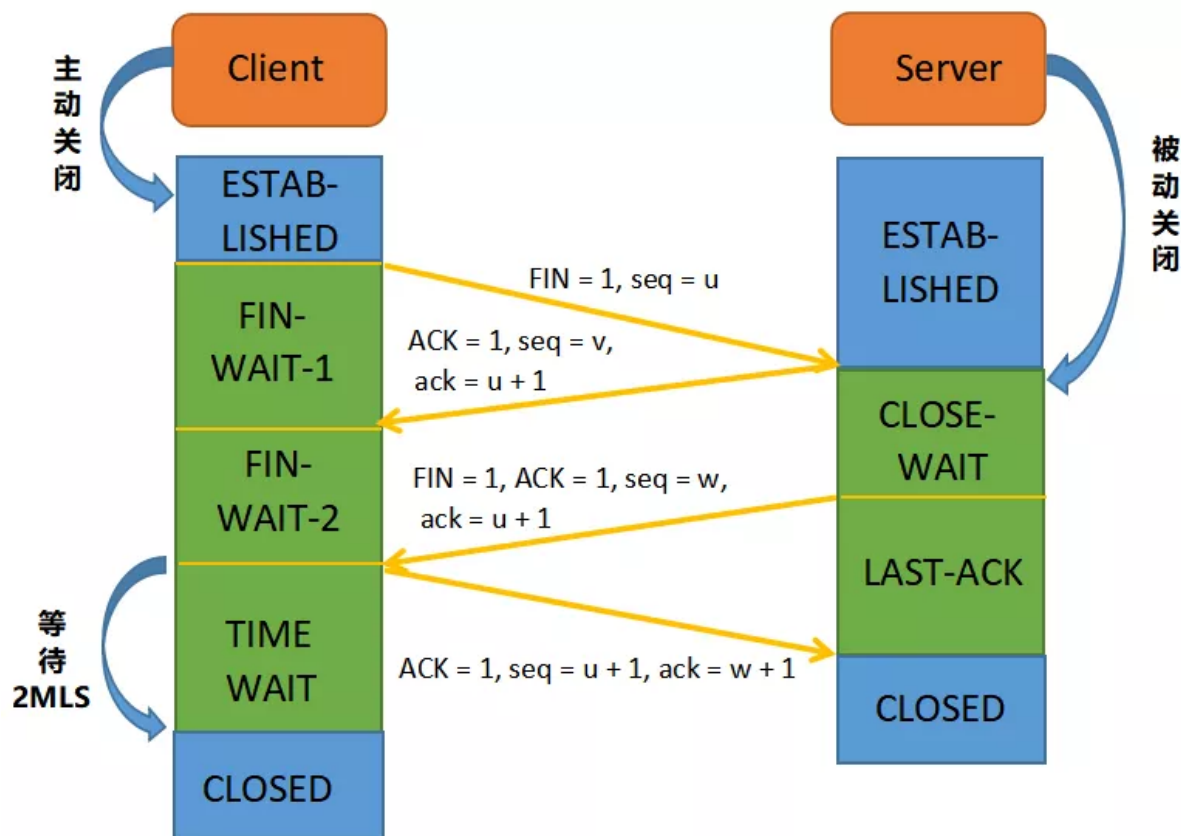 Client
Server
主
动
关
闭
被
动
关
闭
ESTAB-
LISHED
ESTAB-
LISHED
FIN = 1, seq = u
FIN-
WAIT-1
ACK = 1, seq = v,
ack = u + 1
CLOSE-
WAIT
FIN-
WAIT-2
FIN = 1, ACK = 1, seq = w,
ack = u + 1
LAST-ACK
等
待
2MLS
TIME
WAIT
ACK = 1, seq = u + 1, ack = w + 1
CLOSED
CLOSED